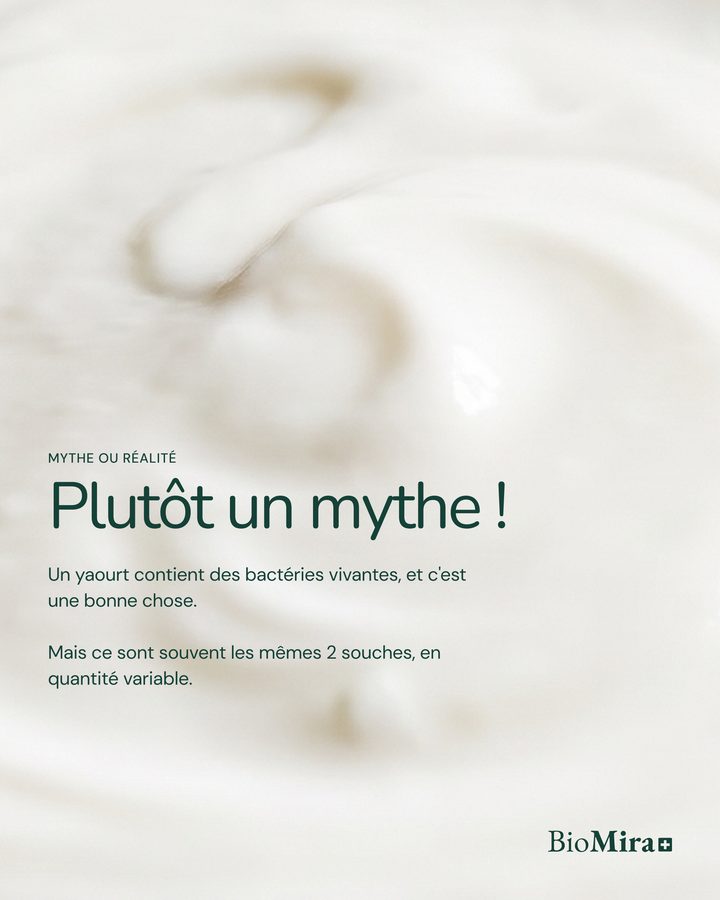 MYTHE OU RÉALITÉ
Plutôt un mythe !
Un yaourt contient des bactéries vivantes, et c'est
une bonne chose.
Mais ce sont souvent les mêmes 2 souches, en
quantité variable.
BioMira